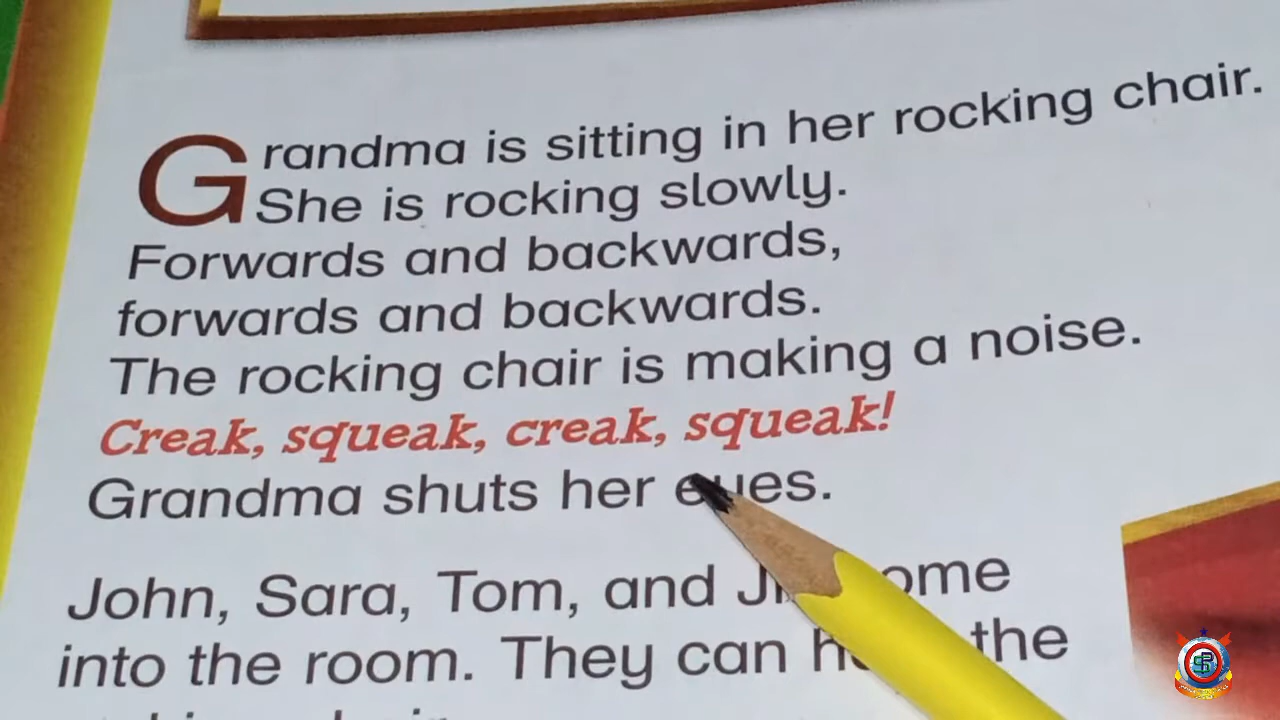 Grandma is sitting in her rocking chair.
She is rocking slowly.
Forwards and backwards,
forwards and backwards.
The rocking chair is making a noise.
Creak, squeak, creak, squeak!
Grandma shuts her eyes.
John, Sara, Tom, and
into the room. They can the